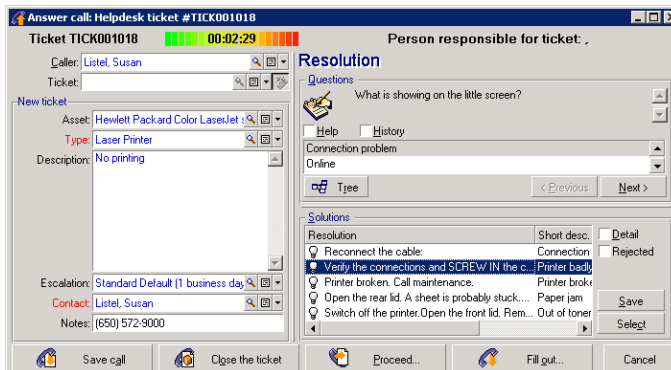 Answer call: Helpdesk ticket #TICK001018
Ticket TICK001018
00:02:29
Person responsible for ticket: ,
Caller: Listel, Susan
Ticket:
New ticket
Asset: Hewlett Packard Color LaserJet
Type: Laser Printer
Description: No printing
Escalation: Standard Default (1 business day
Contact: Listel, Susan
Notes: (650) 572-9000
Resolution
Questions
What is showing on the little screen?
Help History
Connection problem
Online
Tree < Previous Next >
Solutions
Resolution Short desc.
Reconnect the cable: Connection
Verify the connections and SCREW IN the c... Printer badly
Printer broken. Call maintenance. Printer broke
Open the rear lid. A sheet is probably stuck.... Paper jam
Switch off the printer.Open the front lid. Rem... Out of toner
Detail
Rejected
Save
Select
Save call Close the ticket Proceed... Fill out... Cancel